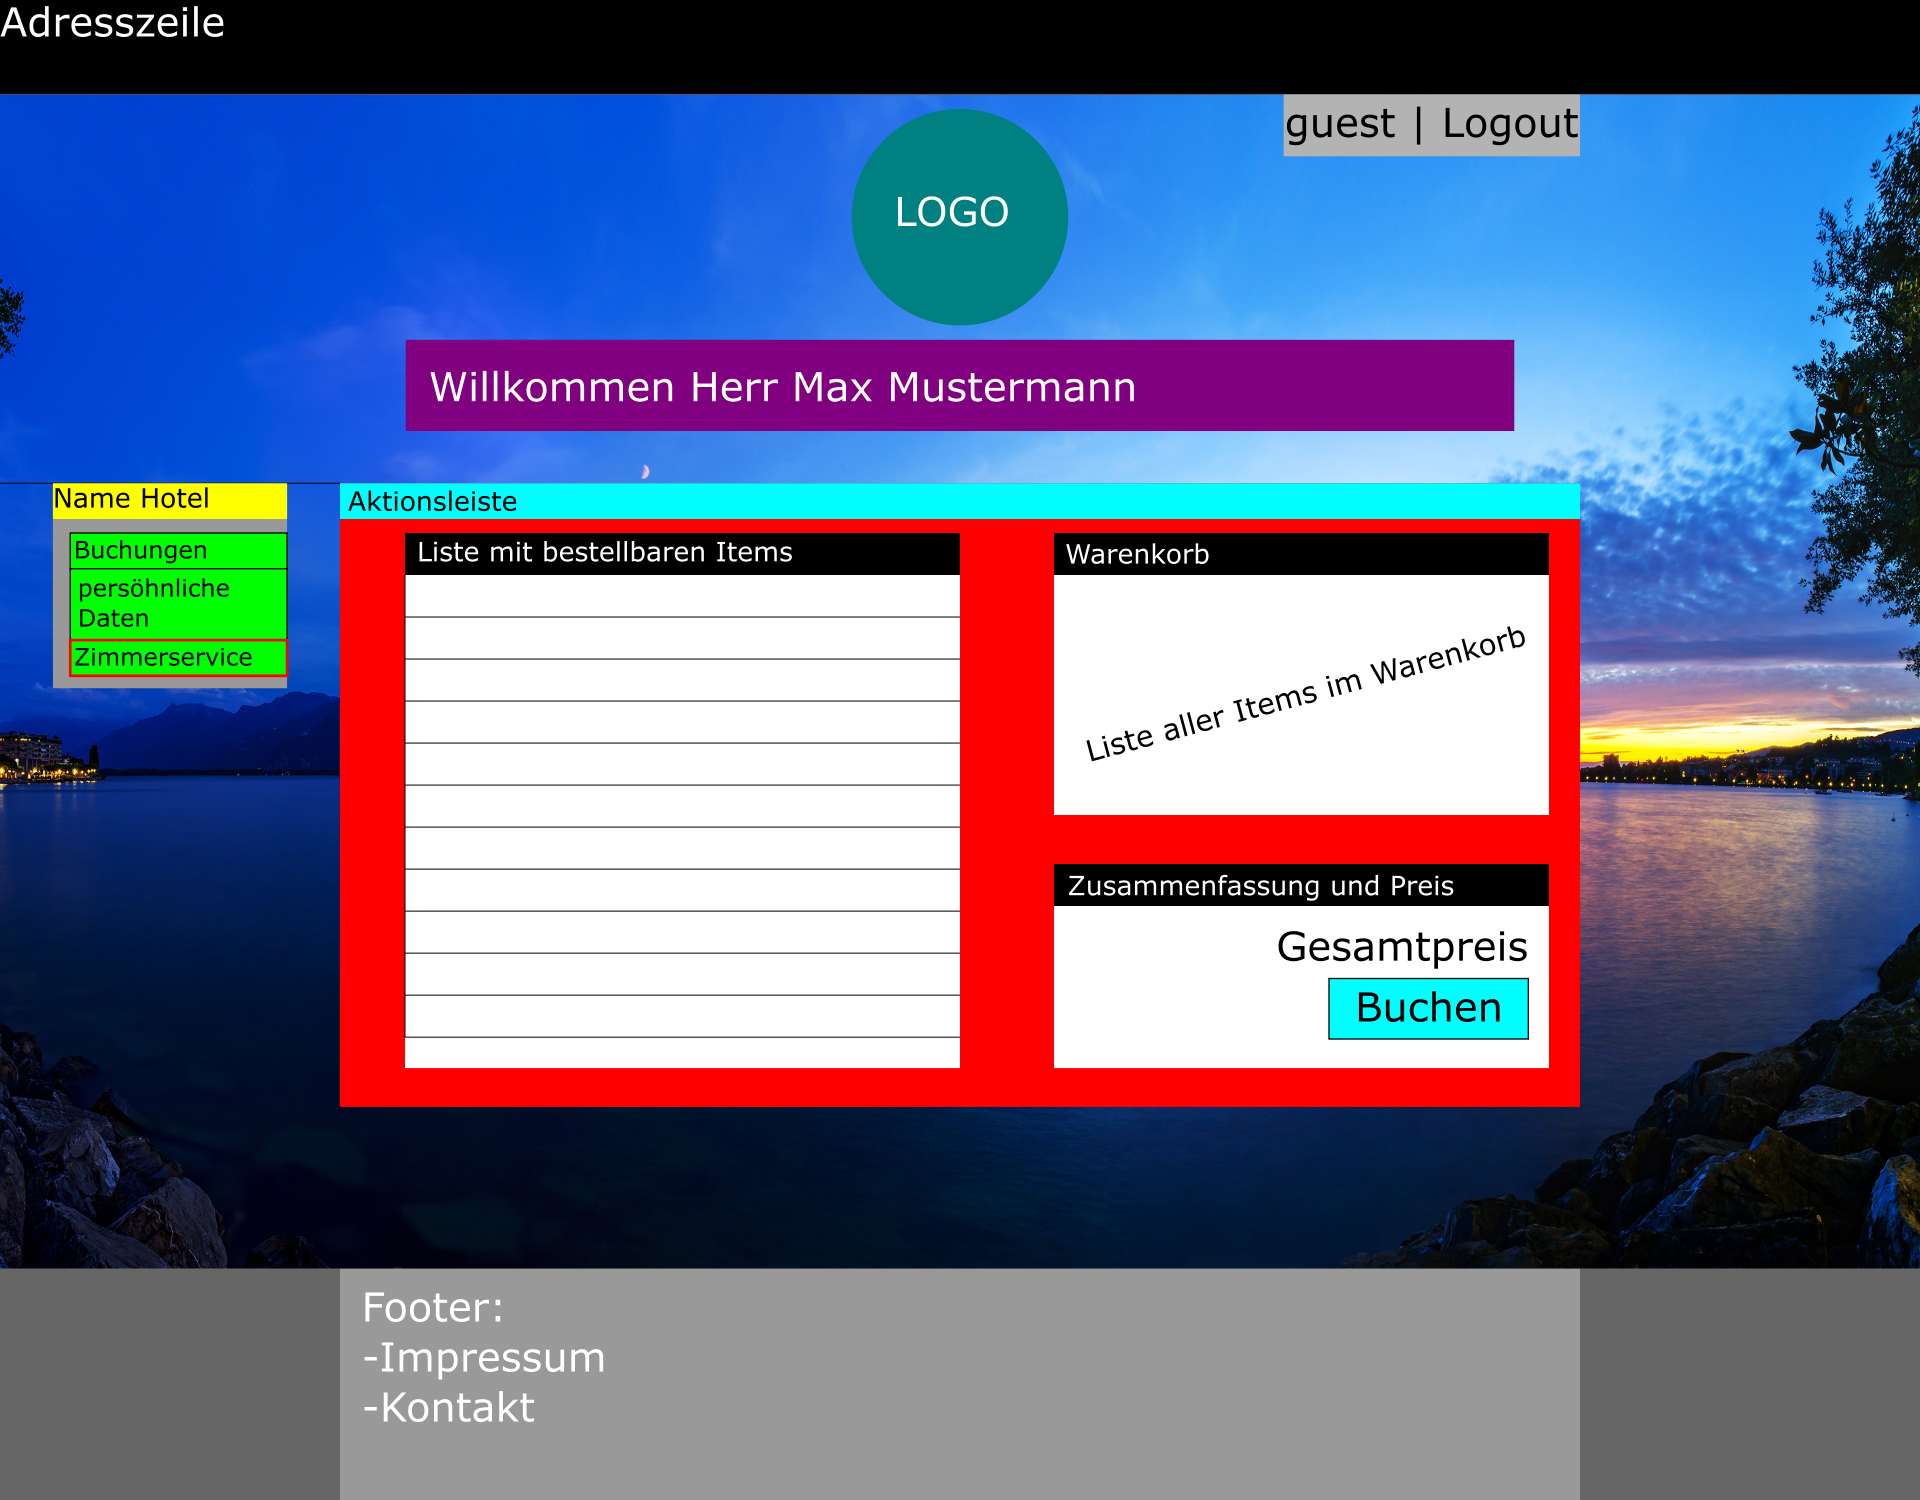 Adresszeile
guest | Logout
LOGO
Willkommen Herr Max Mustermann
Name Hotel
Buchungen
persöhnliche
Daten
Zimmerservice
Aktionsleiste
Liste mit bestellbaren Items
Warenkorb
Liste aller Items im Warenkorb
Zusammenfassung und Preis
Gesamtpreis
Buchen
Footer:
-Impressum
-Kontakt